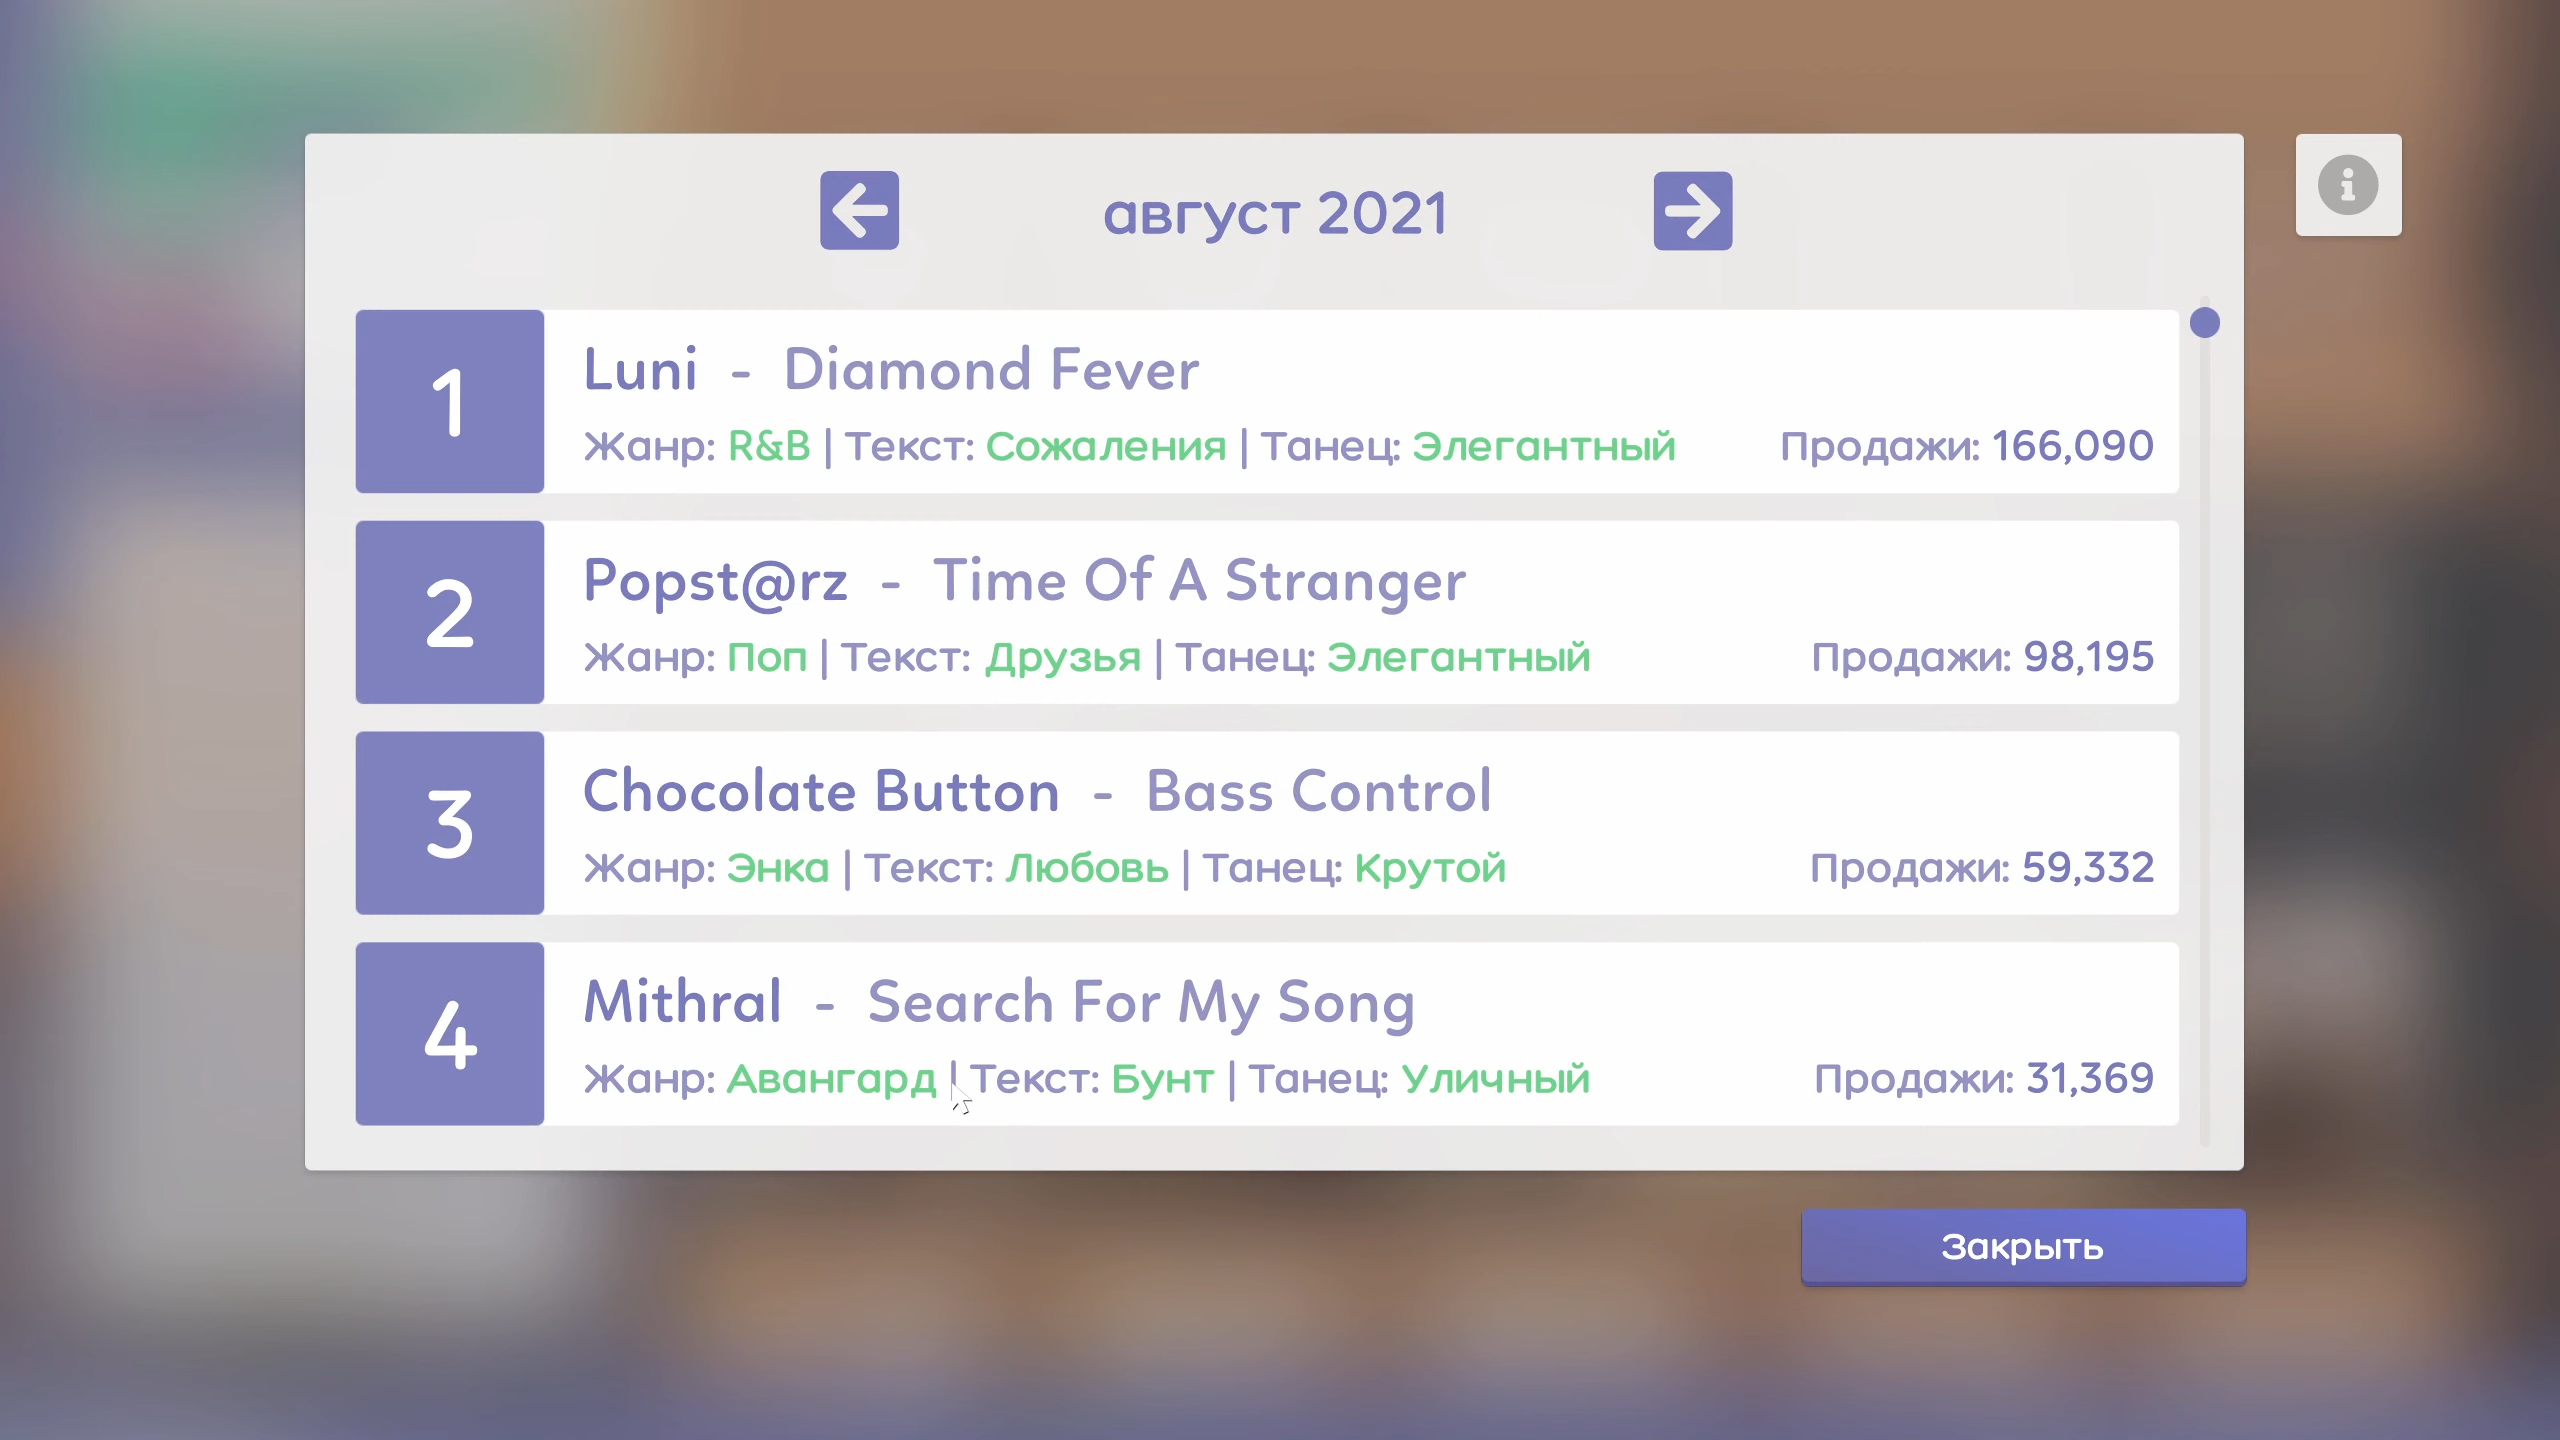 август 2021
1
Luni - Diamond Fever
Жанр: R&B | Текст: Сожаления | Танец: Элегантный
Продажи: 166,090
2
Popst@rz - Time Of A Stranger
Жанр: Поп | Текст: Друзья | Танец: Элегантный
Продажи: 98,195
3
Chocolate Button - Bass Control
Жанр: Энка | Текст: Любовь | Танец: Крутой
Продажи: 59,332
4
Mithral - Search For My Song
Жанр: Авангард | Текст: Бунт | Танец: Уличный
Продажи: 31,369
Закрыть